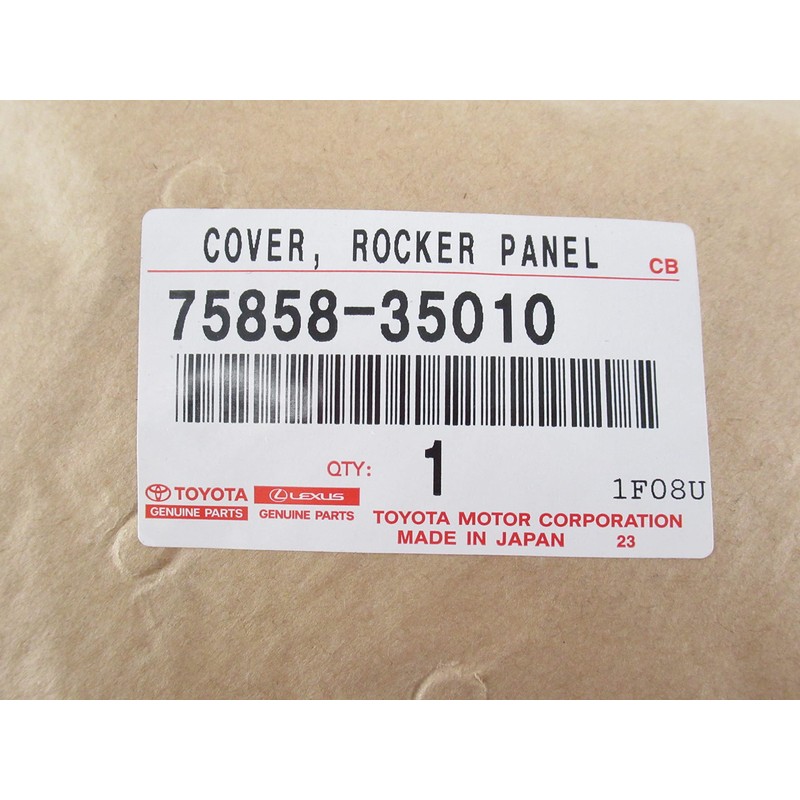 COVER, ROCKER PANEL
CB
75858-35010
QTY: 1
1F08U
TOYOTA
GENUINE PARTS
LEXUS
GENUINE PARTS
TOYOTA MOTOR CORPORATION
MADE IN JAPAN 23